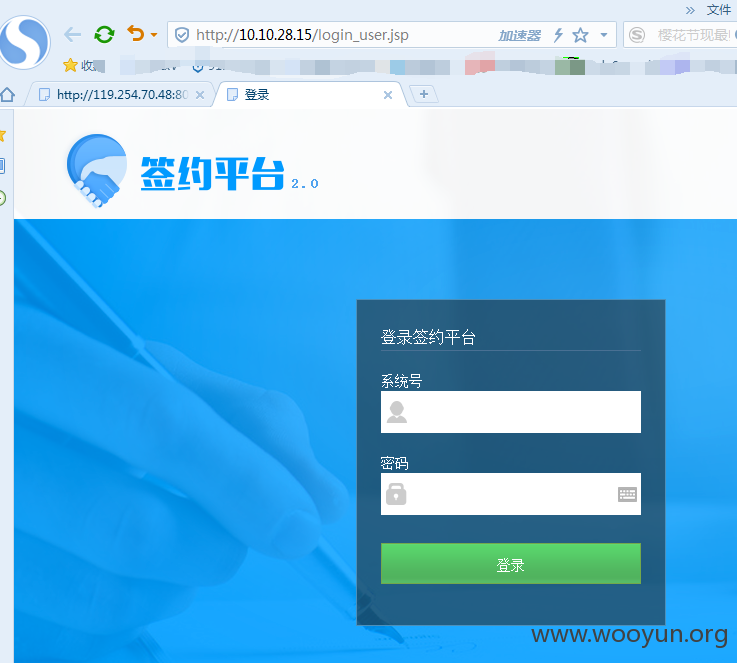 » 文件
http://10.10.28.15/login_user.jsp 加速器 樱花节现最
收
http://119.254.70.48:80 登录
签约平台 2.0
登录签约平台
系统号
密码
登录
www.wooyun.org